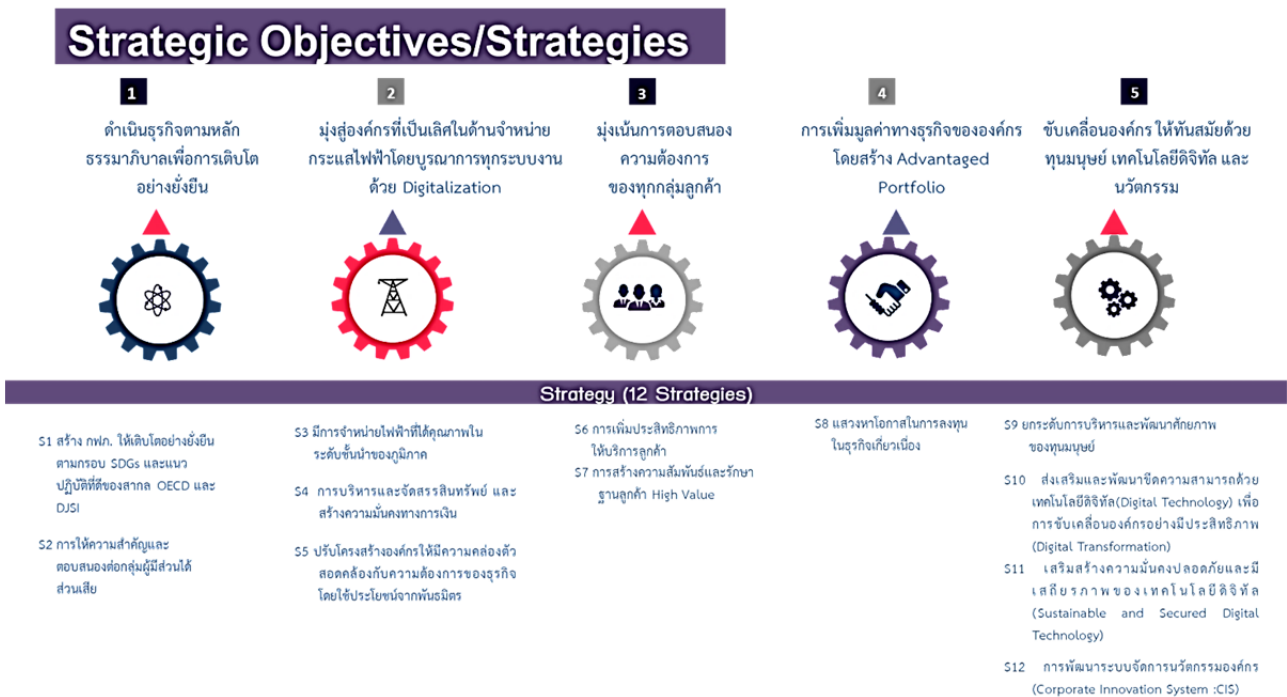 Strategic Objectives/Strategies
1
ดำเนินธุรกิจตามหลัก
ธรรมาภิบาลเพื่อการเติบโต
อย่างยั่งยืน
2
มุ่งสู่องค์กรที่เป็นเลิศในด้านจำหน่าย
กระแสไฟฟ้าโดยบูรณาการทุกระบบงาน
ด้วย Digitalization
3
มุ่งเน้นการตอบสนอง
ความต้องการ
ของทุกกลุ่มลูกค้า
4
การเพิ่มมูลค่าทางธุรกิจขององค์กร
โดยสร้าง Advantaged
Portfolio
5
ขับเคลื่อนองค์กร ให้ทันสมัยด้วย
ทุนมนุษย์ เทคโนโลยีดิจิทัล และ
นวัตกรรม
Strategy (12 Strategies)
S1 สร้าง กฟภ. ให้เติบโตอย่างยั่งยืน
ตามกรอบ SDGs และแนว
ปฏิบัติที่ดีของสากล OECD และ
DJSI
S2 การให้ความสำคัญและ
ตอบสนองต่อกลุ่มผู้มีส่วนได้
ส่วนเสีย
S3 มีการจำหน่ายไฟฟ้าที่ได้คุณภาพใน
ระดับชั้นนำของภูมิภาค
S4 การบริหารและจัดสรรสินทรัพย์ และ
สร้างความมั่นคงทางการเงิน
S5 ปรับโครงสร้างองค์กรให้มีความคล่องตัว
สอดคล้องกับความต้องการของธุรกิจ
โดยใช้ประโยชน์จากพันธมิตร
S6 การเพิ่มประสิทธิภาพการ
ให้บริการลูกค้า
S7 การสร้างความสัมพันธ์และรักษา
ฐานลูกค้า High Value
S8 แสวงหาโอกาสในการลงทุน
ในธุรกิจเกี่ยวเนื่อง
S9 ยกระดับการบริหารและพัฒนาศักยภาพ
ของทุนมนุษย์
S10 ส่งเสริมและพัฒนาขีดความสามารถด้วย
เทคโนโลยีดิจิทัล(Digital Technology) เพื่อ
การขับเคลื่อนองค์กรอย่างมีประสิทธิภาพ
(Digital Transformation)
S11 เสริมสร้างความมั่นคงปลอดภัยและมี
เสถียรภาพของเทคโนโลยีดิจิทัล
(Sustainable and Secured Digital
Technology)
S12 การพัฒนาระบบจัดการนวัตกรรมองค์กร
(Corporate Innovation System :CIS)